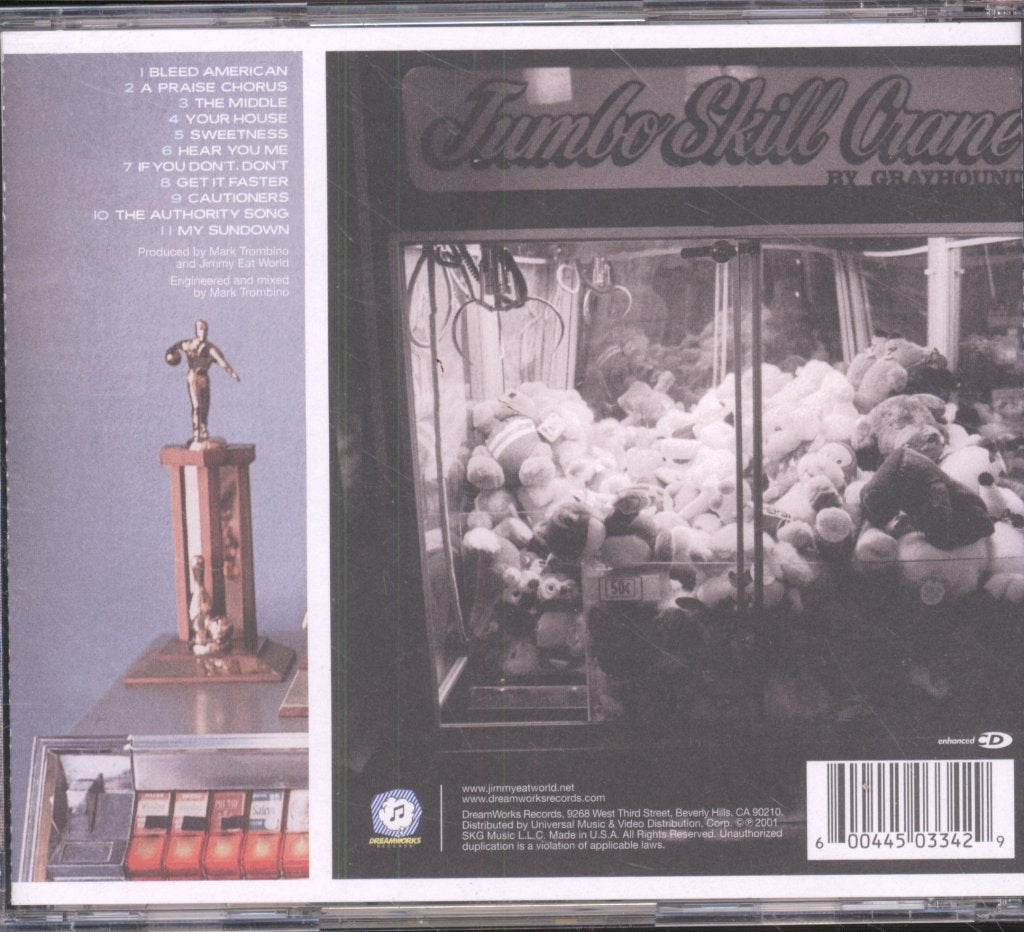 1 BLEED AMERICAN
2 A PRAISE CHORUS
3 THE MIDDLE
4 YOUR HOUSE
5 SWEETNESS
6 HEAR YOU ME
7 IF YOU DON'T, DON'T
8 GET IT FASTER
9 CAUTIONERS
10 THE AUTHORITY SONG
11 MY SUNDOWN
Produced by Mark Trombino
and Jimmy Eat World
Engineered and mixed
by Mark Trombino
Jumbo Skill Crane
BY GRAYHOUND
50¢
enhanced CD
DREAMWORKS
RECORDS
www.jimmyeatworld.net
www.dreamworksrecords.com
DreamWorks Records, 9268 West Third Street, Beverly Hills, CA 90210.
Distributed by Universal Music & Video Distribution, Corp. ©℗ 2001
SKG Music L.L.C. Made in U.S.A. All Rights Reserved. Unauthorized
duplication is a violation of applicable laws.
6 00445 03342 9